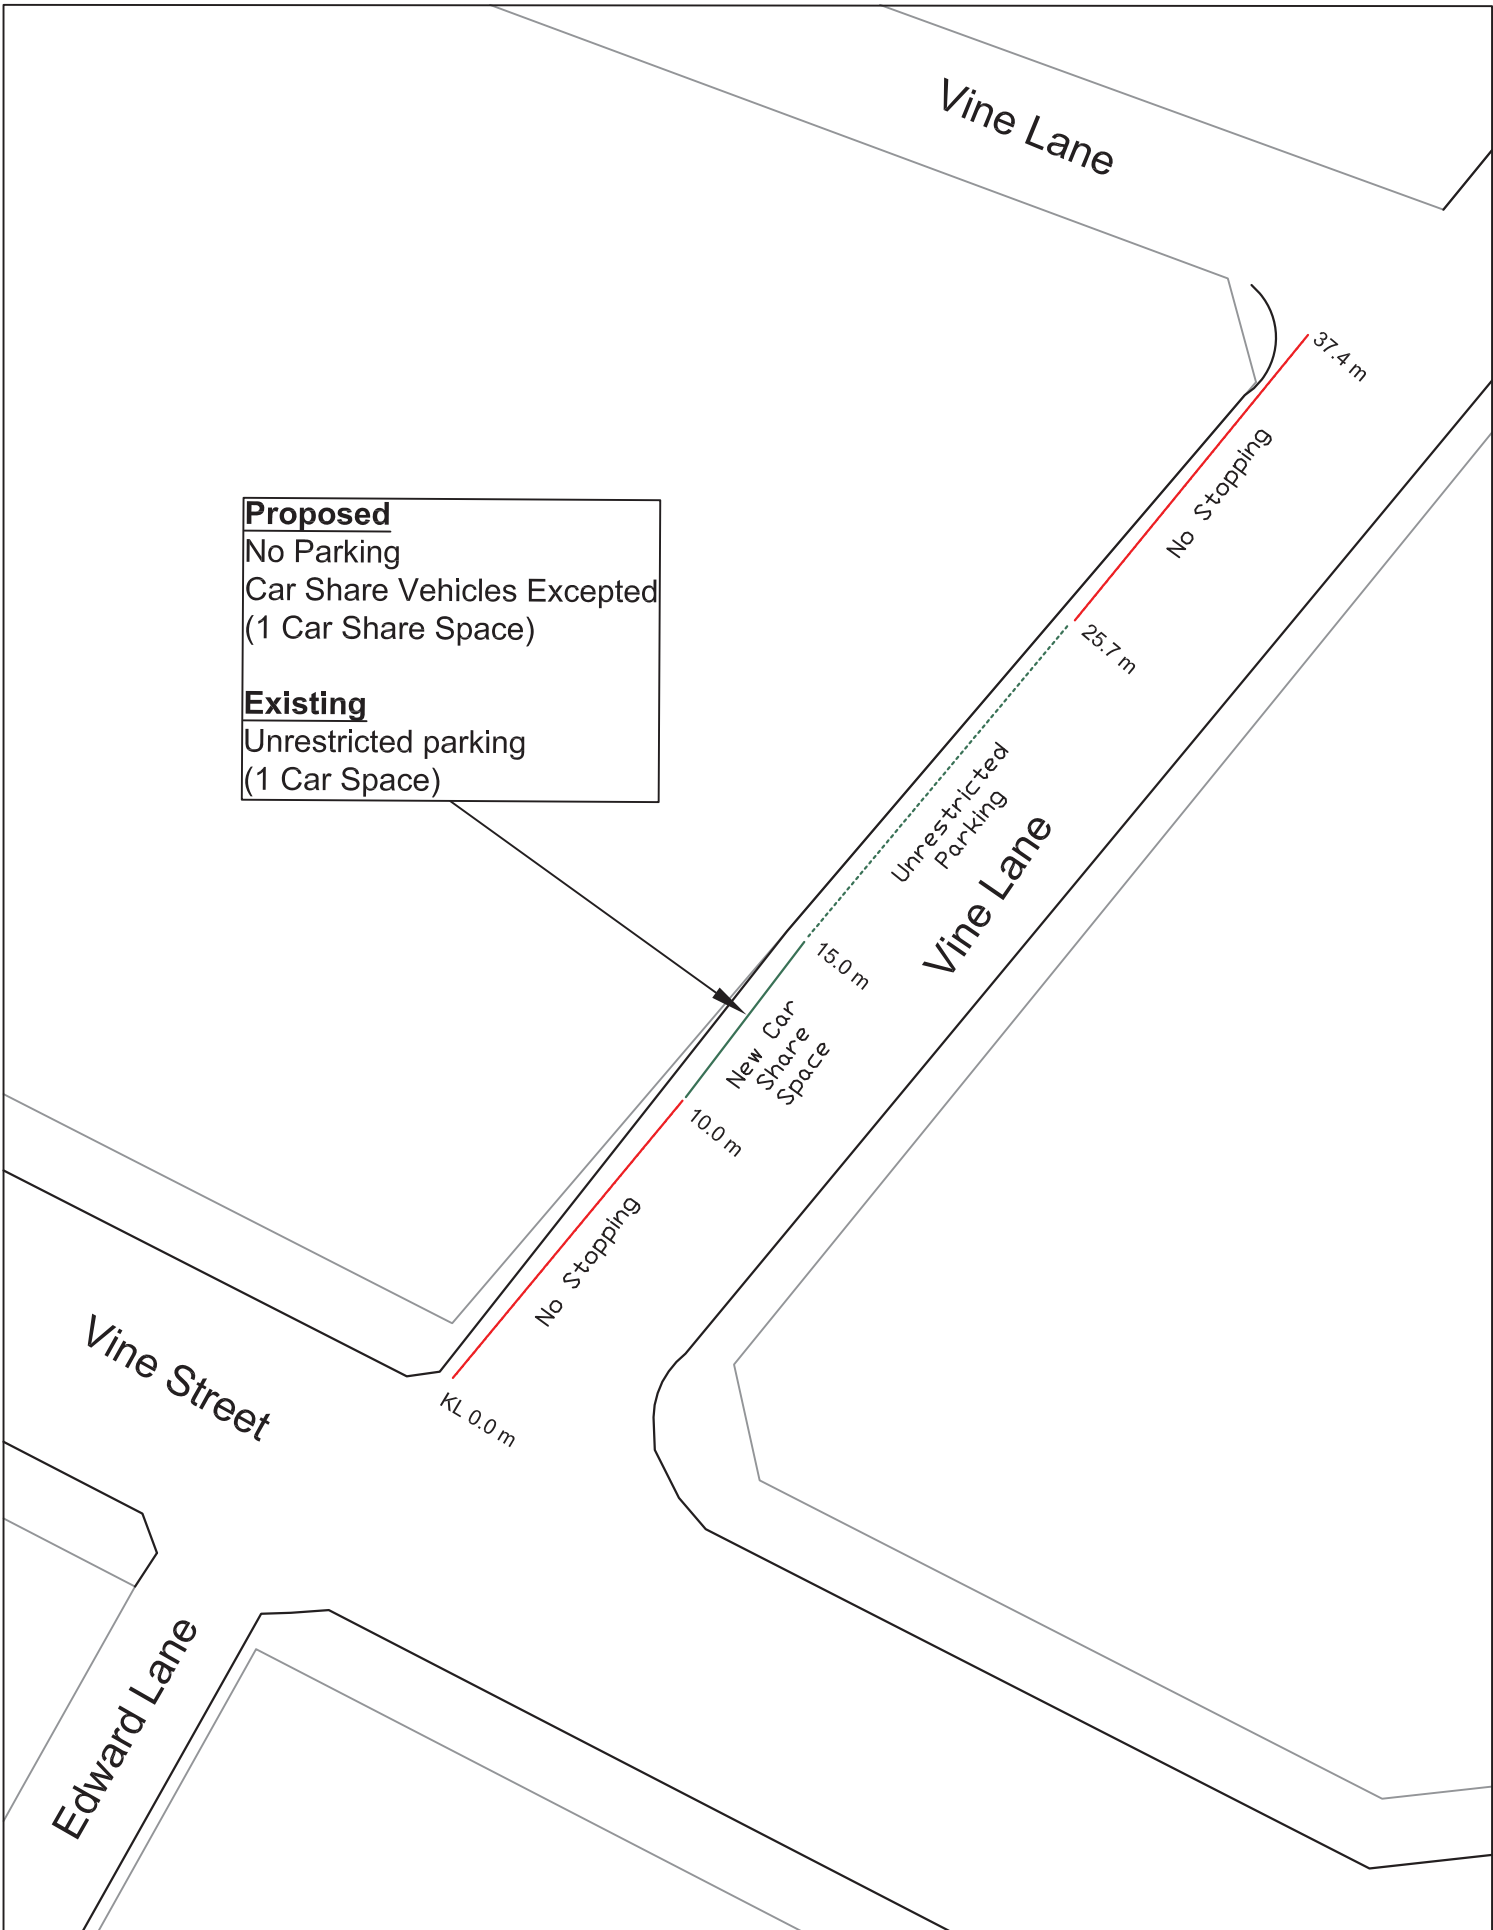 Vine Lane
37.4 m
No Stopping
Proposed
No Parking
Car Share Vehicles Excepted
(1 Car Share Space)
Existing
Unrestricted parking
(1 Car Space)
25.7 m
Unrestricted
Parking
Vine Lane
15.0 m
New Car
Share
Space
10.0 m
No Stopping
Vine Street
KL 0.0 m
Edward Lane